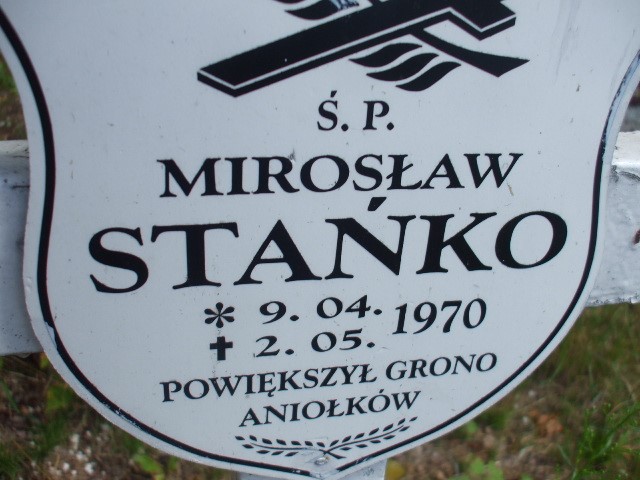 Ś. P.
MIROSŁAW
STAŃKO
* 9. 04. 1970
✝ 2. 05.
POWIĘKSZYŁ GRONO
ANIOŁKÓW